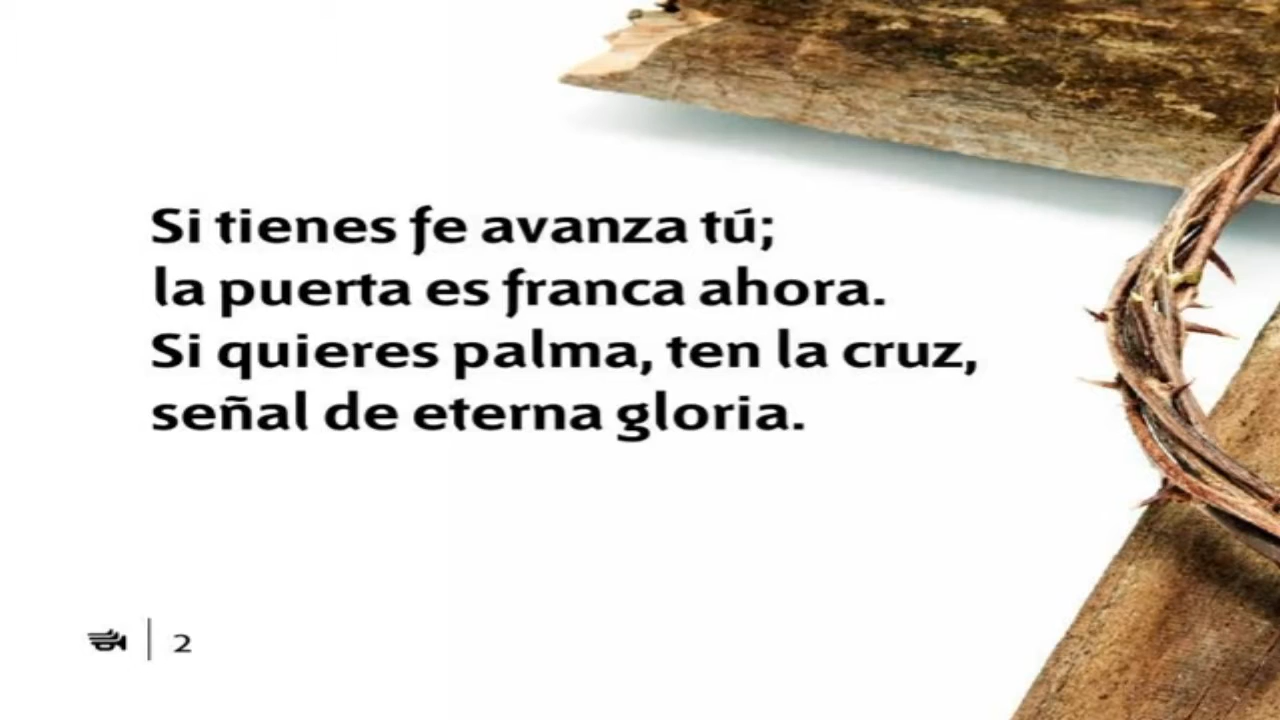 Si tienes fe avanza tú;
la puerta es franca ahora.
Si quieres palma, ten la cruz,
señal de eterna gloria.
2